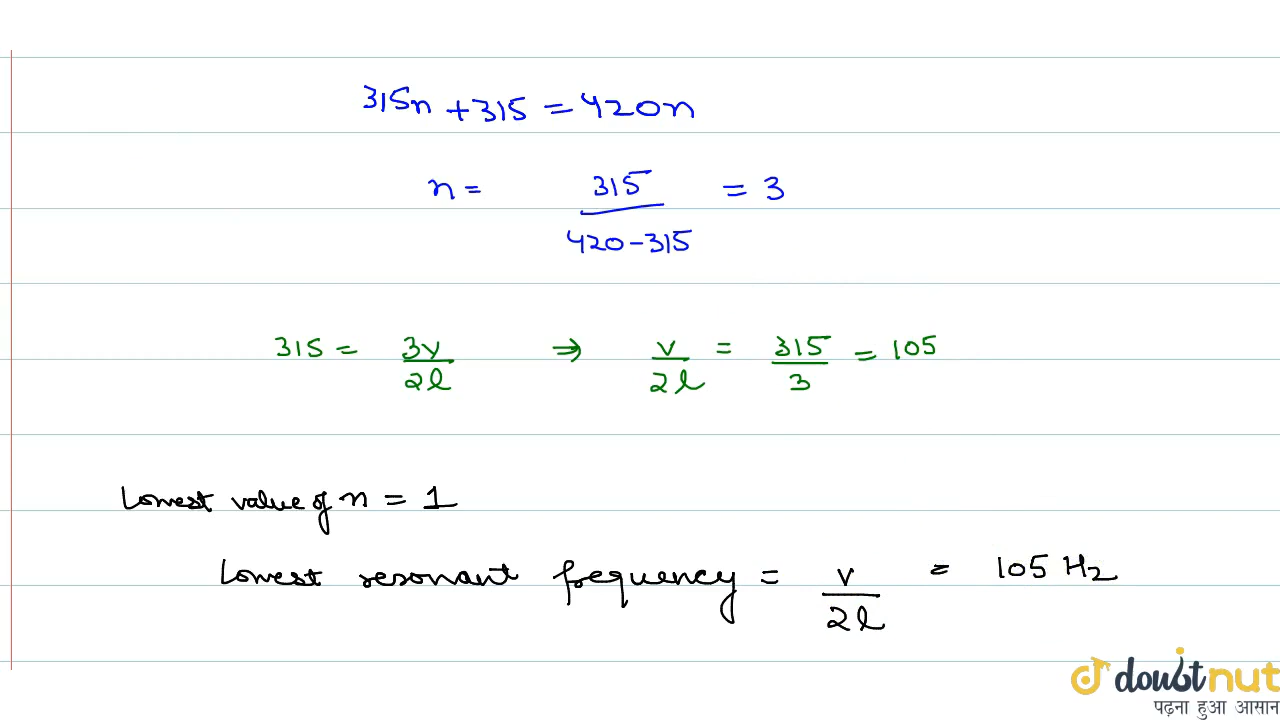 315n + 315 = 420n
n = 315 / 420 - 315 = 3
315 = 3v / 2l ⇒ v / 2l = 315 / 3 = 105
Lowest value of n = 1
Lowest resonant frequency = v / 2l = 105 Hz
doubtnut
पढ़ना हुआ आसान